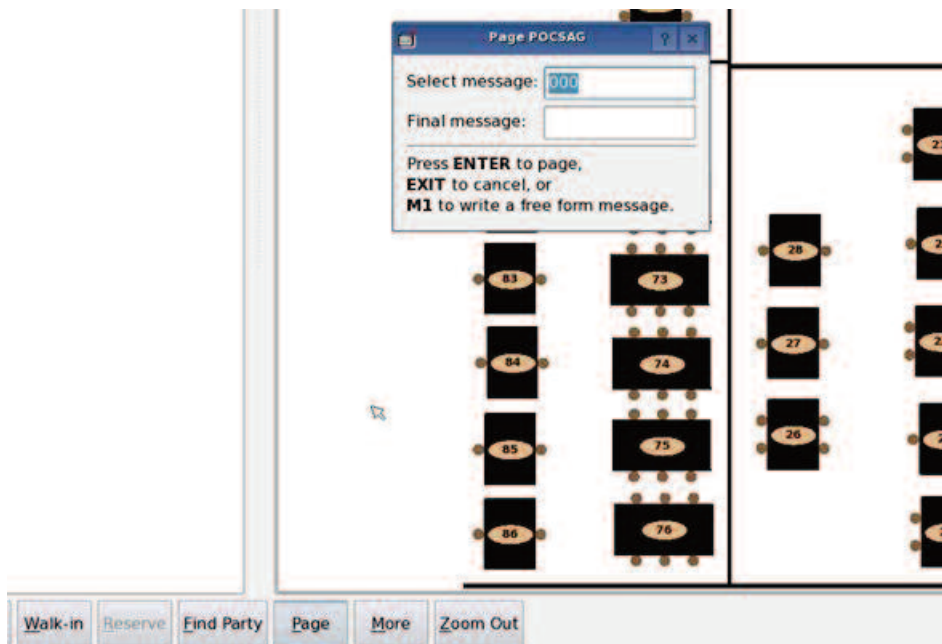 Page POCSAG
? ×
Select message: 000
Final message:
Press ENTER to page,
EXIT to cancel, or
M1 to write a free form message.
28
83
73
27
84
74
26
85
75
86
76
Walk-in
Reserve
Find Party
Page
More
Zoom Out